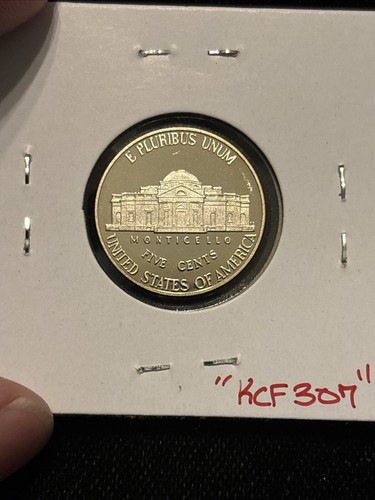 E PLURIBUS UNUM
MONTICELLO
FIVE CENTS
UNITED STATES OF AMERICA
"KCF307"